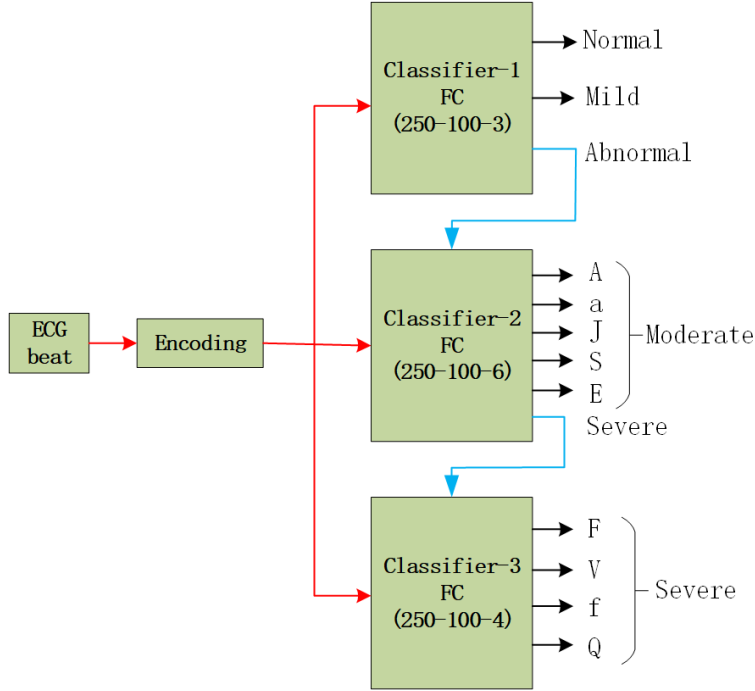 Classifier-1
FC
(250-100-3)
Normal
Mild
Abnormal
ECG
beat
Encoding
Classifier-2
FC
(250-100-6)
A
a
J
S
E
Moderate
Severe
Classifier-3
FC
(250-100-4)
F
V
f
Q
Severe